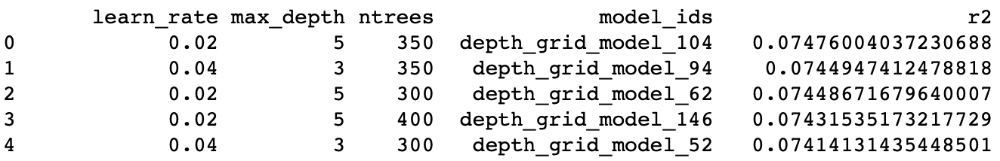 learn_rate max_depth ntrees model_ids r2
0 0.02 5 350 depth_grid_model_104 0.07476004037230688
1 0.04 3 350 depth_grid_model_94 0.0744947412478818
2 0.02 5 300 depth_grid_model_62 0.07448671679640007
3 0.02 5 400 depth_grid_model_146 0.07431535173217729
4 0.04 3 300 depth_grid_model_52 0.07414131435448501